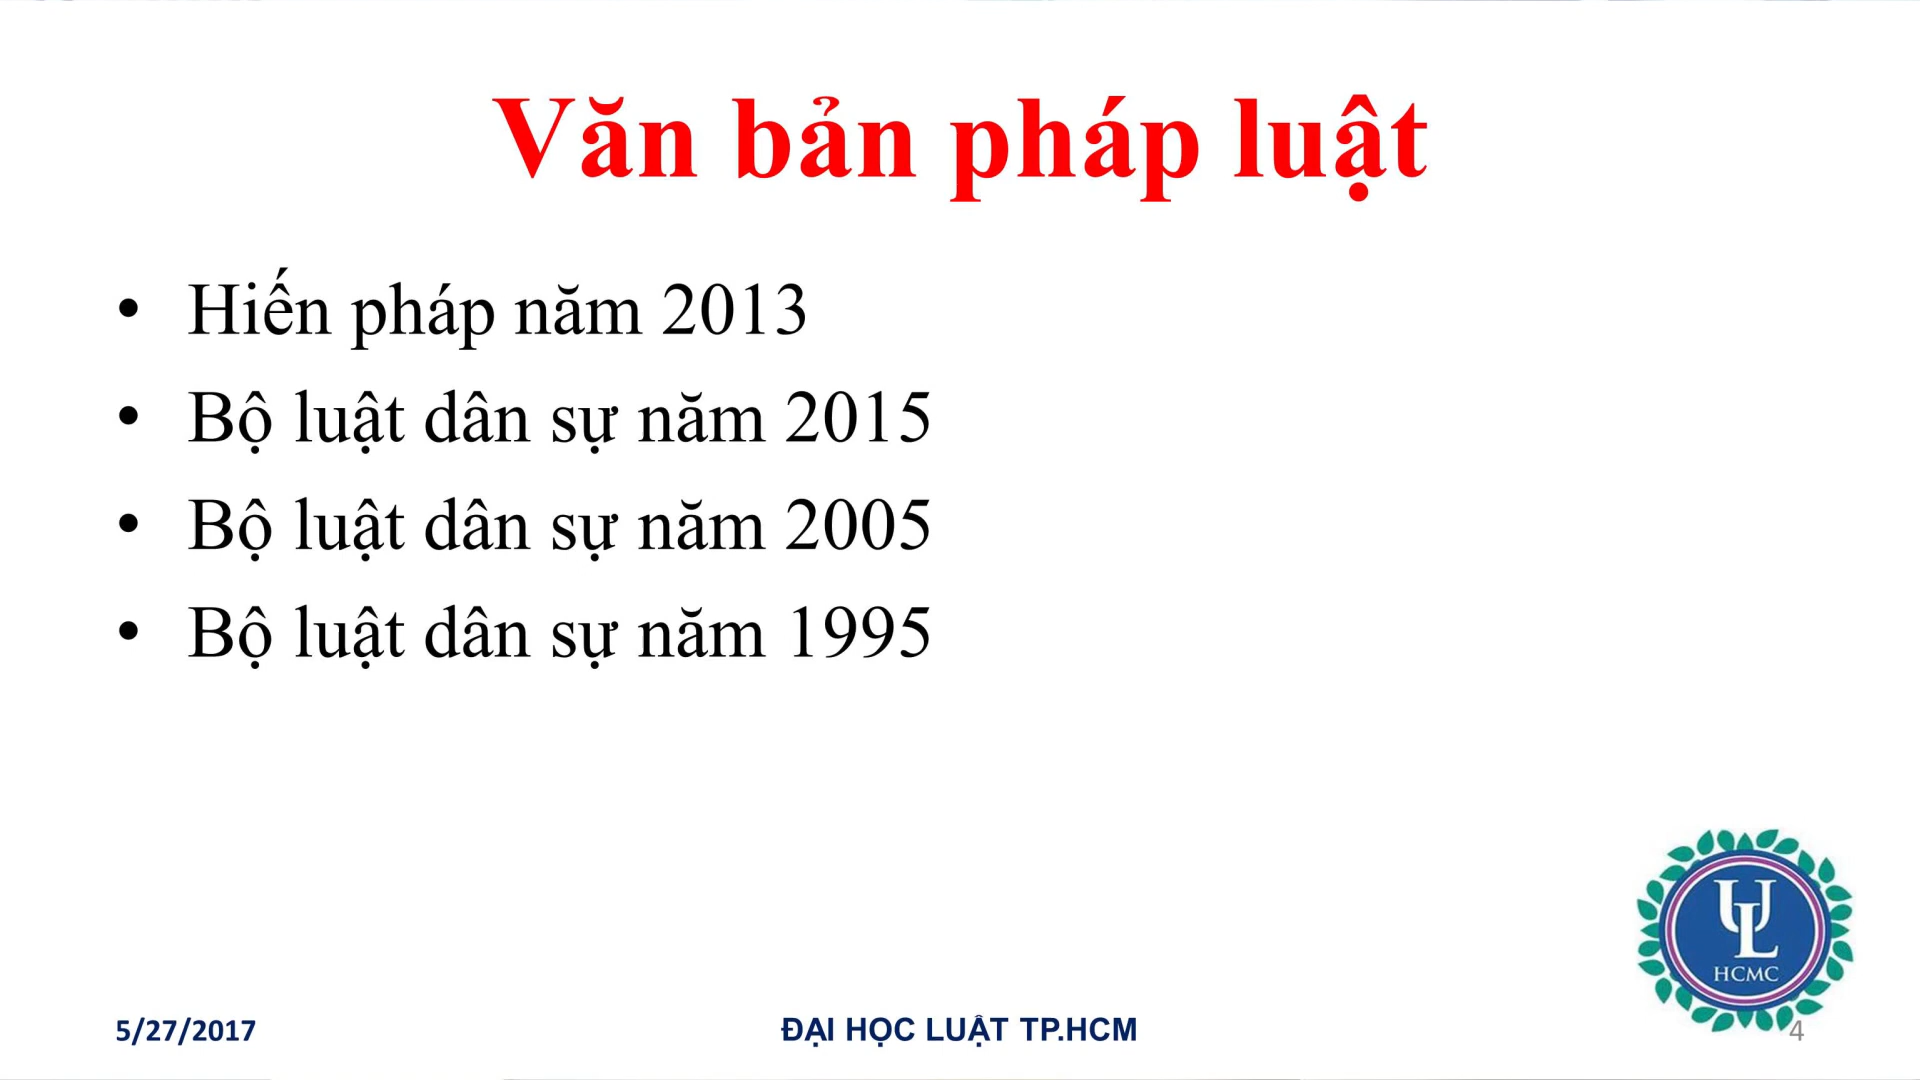 Văn bản pháp luật
• Hiến pháp năm 2013
• Bộ luật dân sự năm 2015
• Bộ luật dân sự năm 2005
• Bộ luật dân sự năm 1995
UL
HCMC
5/27/2017
ĐẠI HỌC LUẬT TP.HCM
4